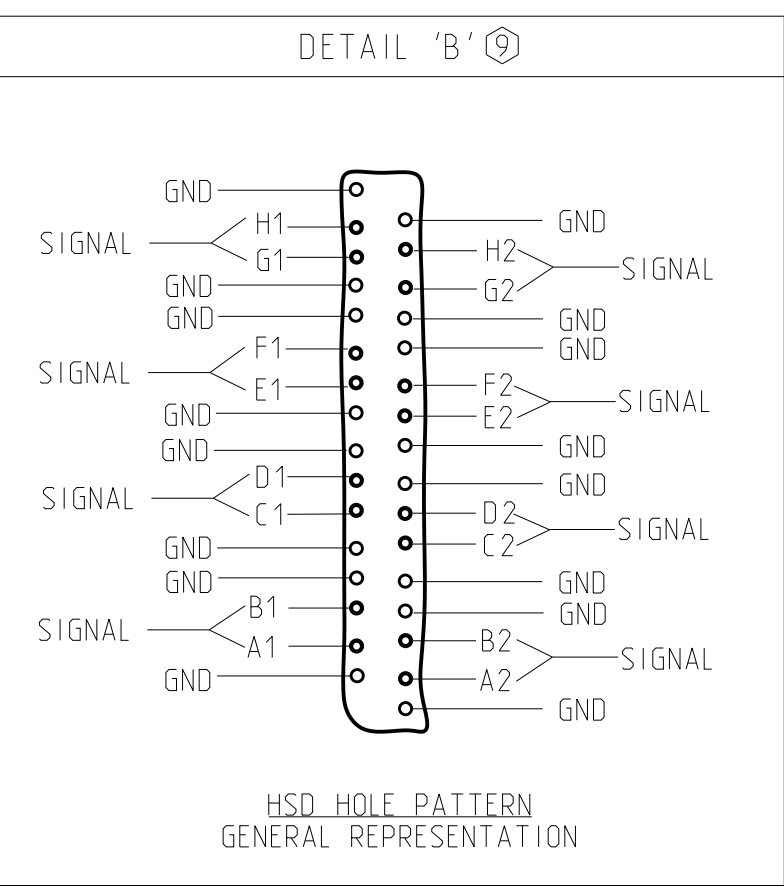 DETAIL 'B' 9
GND
GND
SIGNAL
H1
G1
H2
G2
SIGNAL
GND
GND
GND
GND
SIGNAL
F1
E1
F2
E2
SIGNAL
GND
GND
GND
GND
SIGNAL
D1
C1
D2
C2
SIGNAL
GND
GND
GND
GND
SIGNAL
B1
A1
B2
A2
SIGNAL
GND
GND
HSD HOLE PATTERN
GENERAL REPRESENTATION